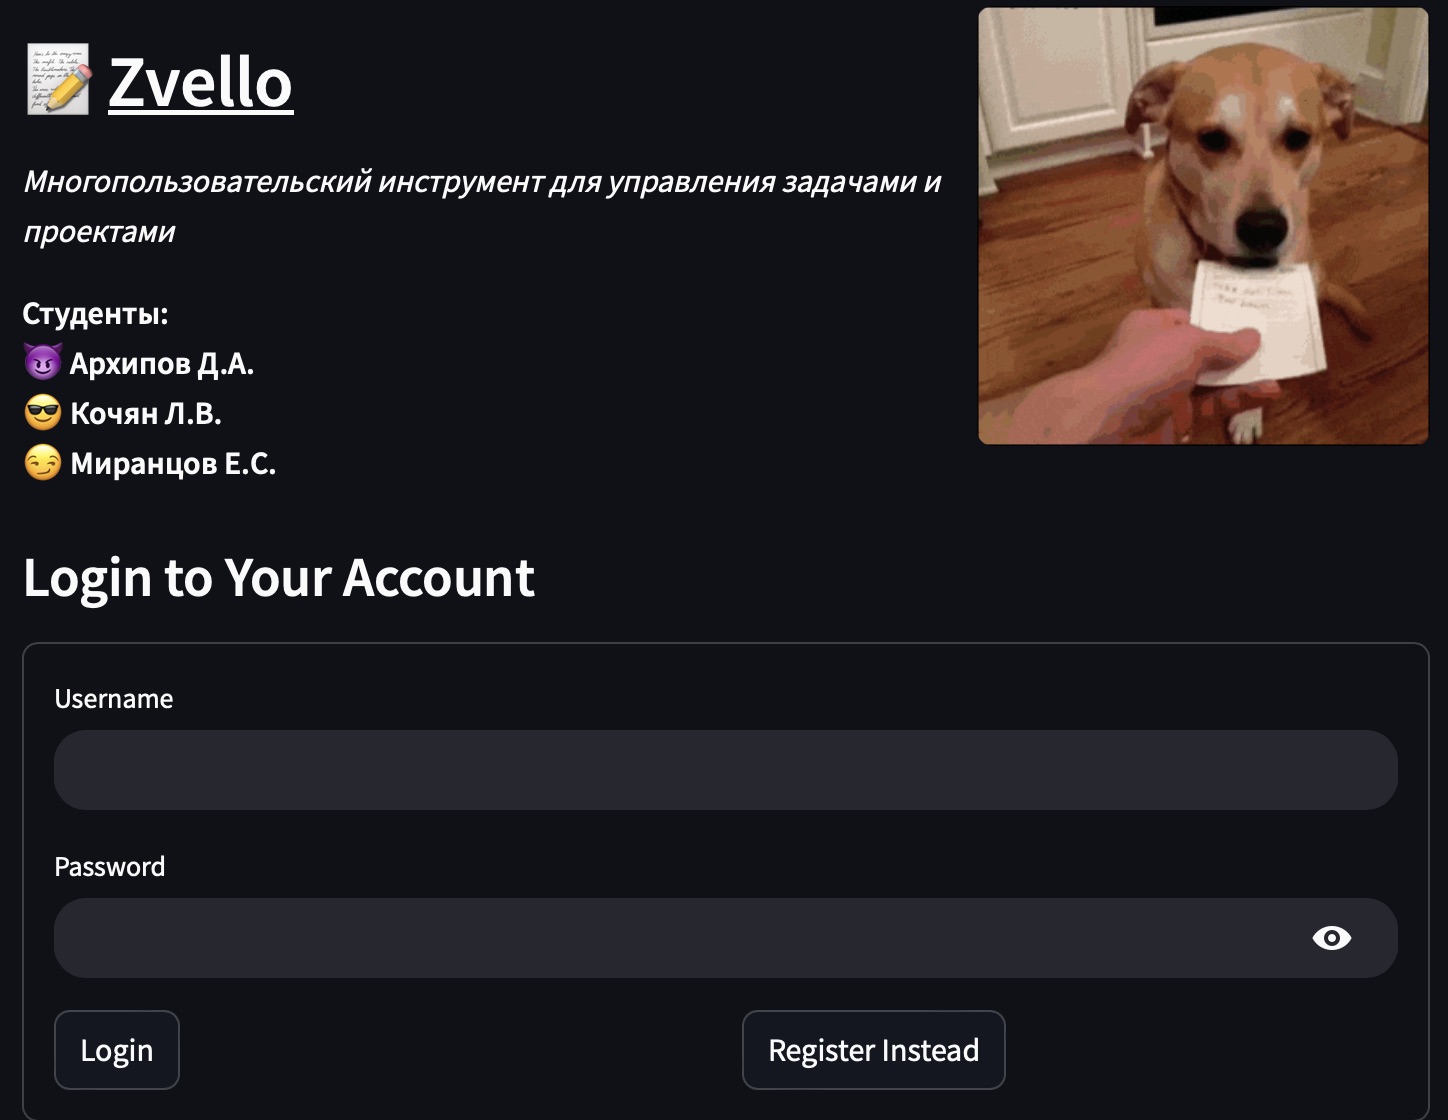 Zvello
Многопользовательский инструмент для управления задачами и
проектами
Студенты:
Архипов Д.А.
Кочян Л.В.
Миранцов Е.С.
Login to Your Account
Username
Password
Login
Register Instead